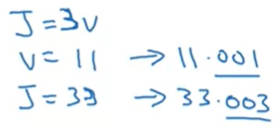 J = 3v
v = 11 → 11.001
J = 33 → 33.003